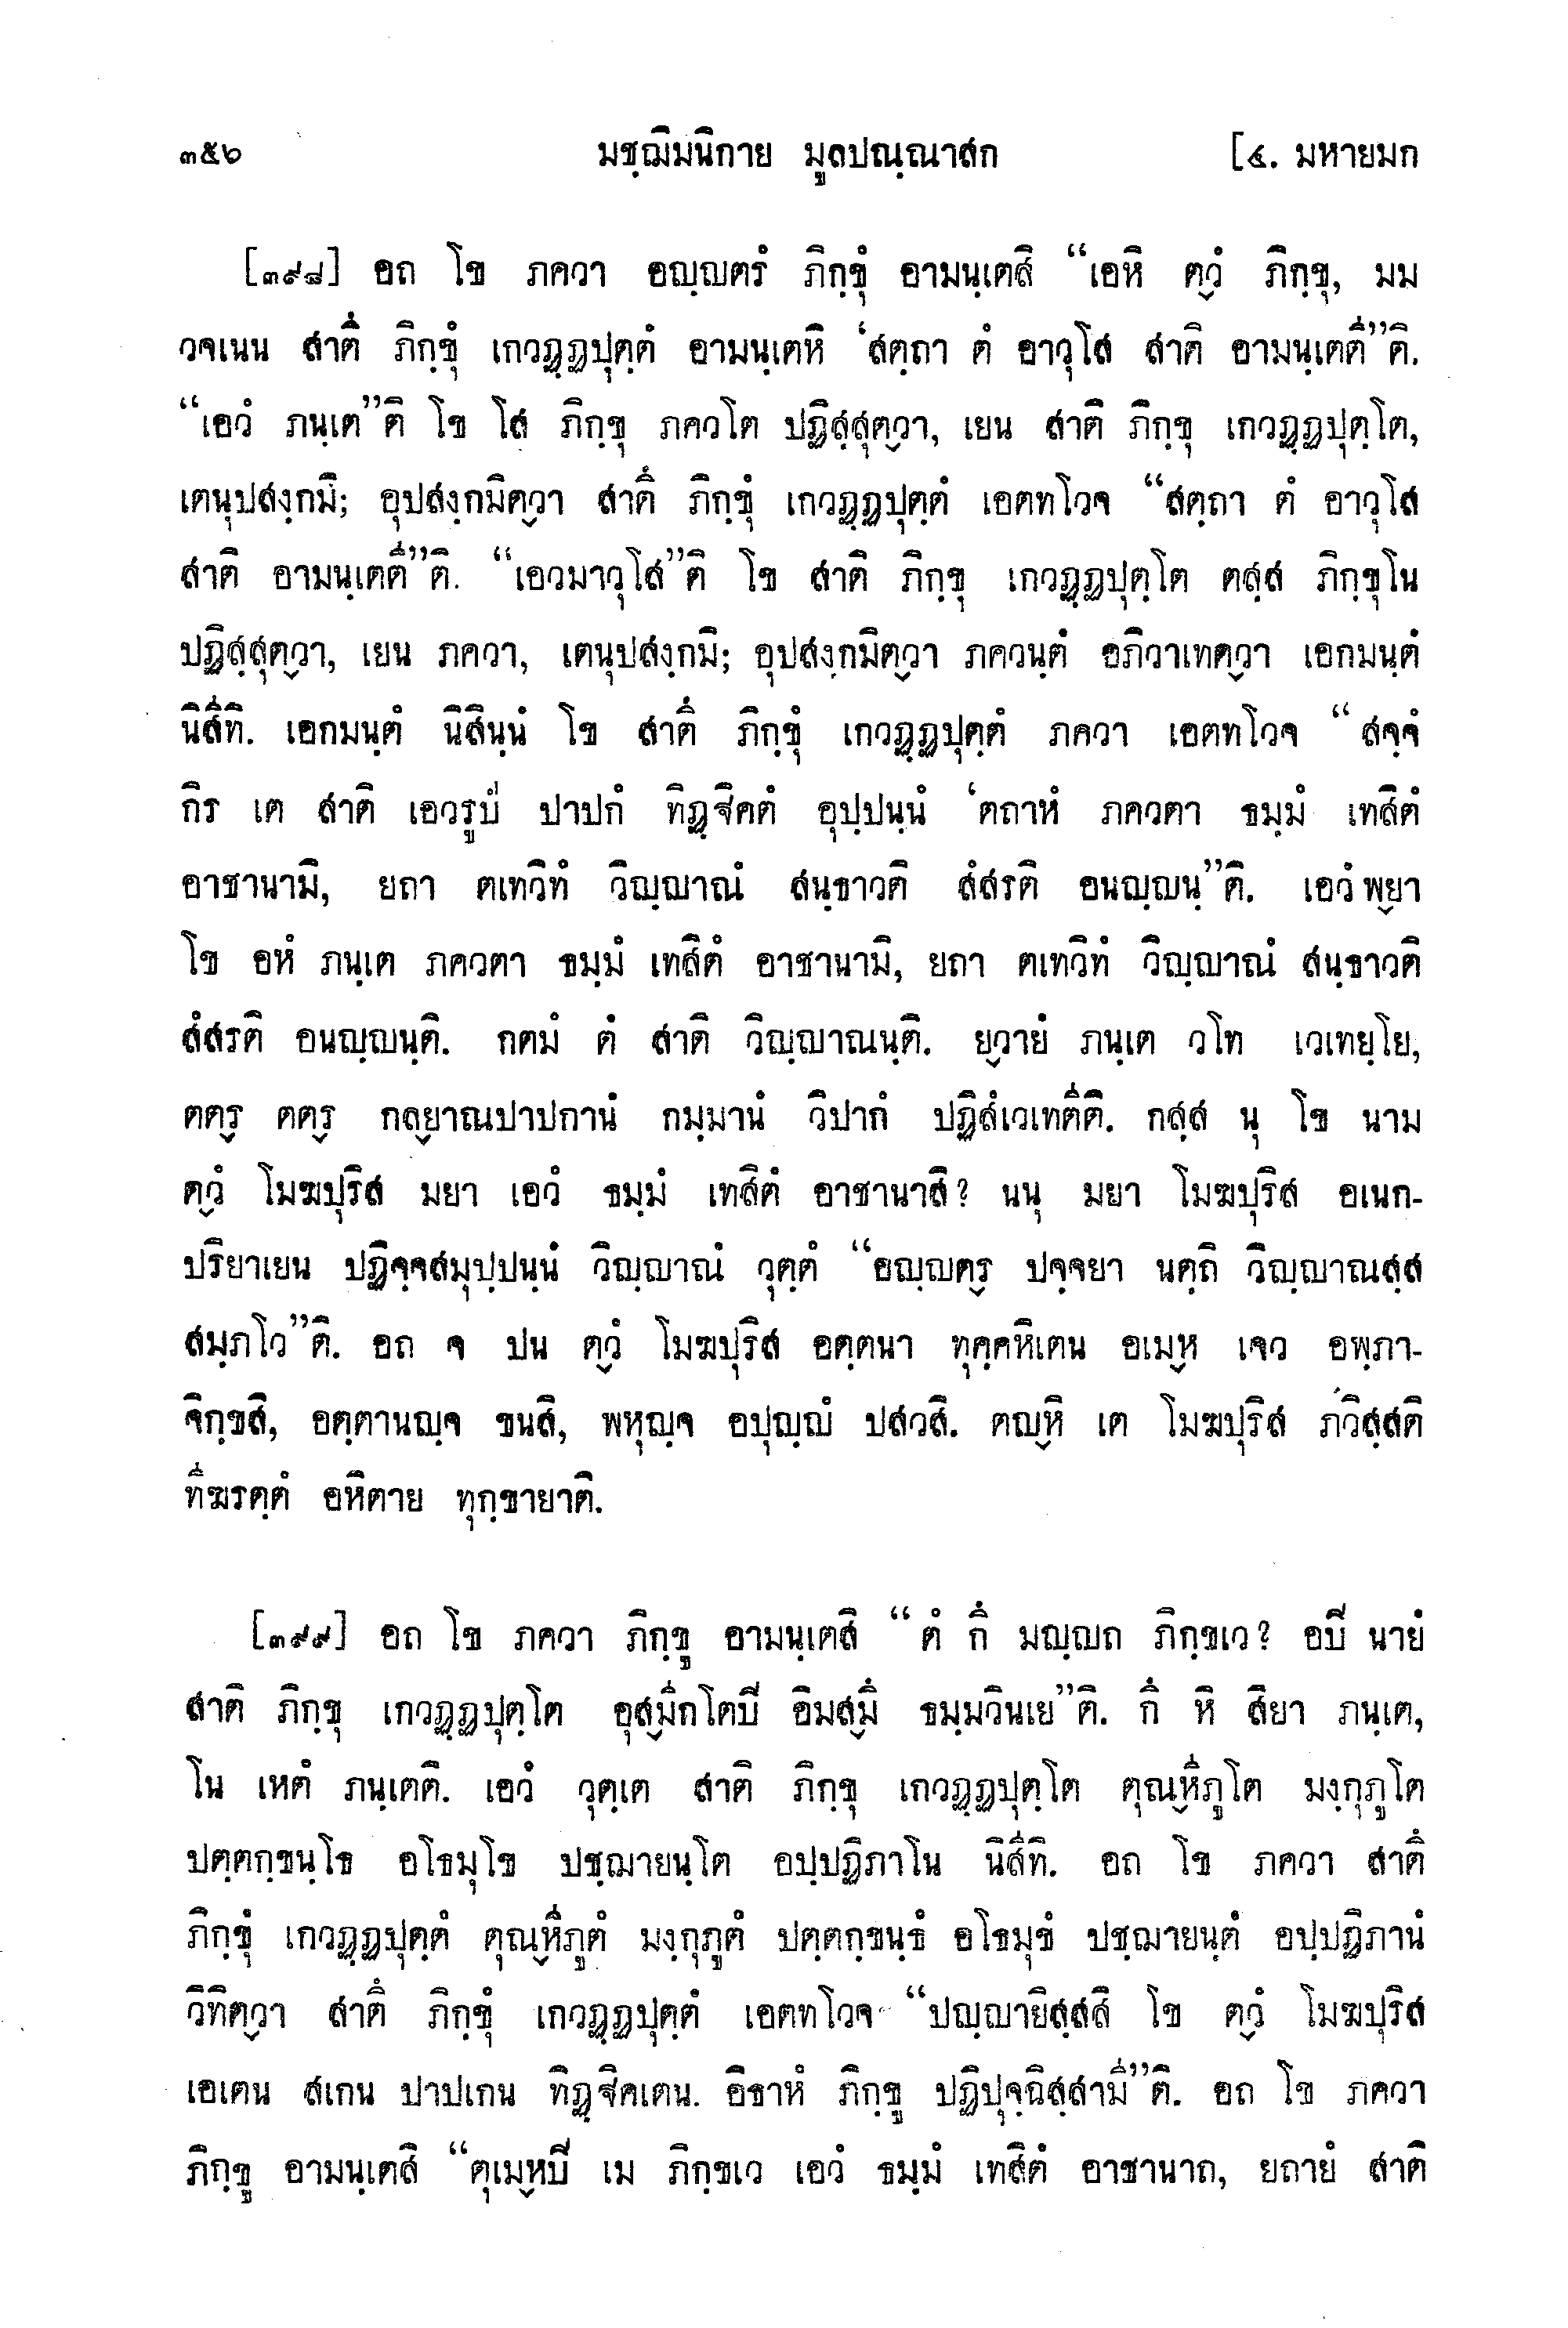 ๓๕๖ มชฺฌิมนิกาย มูลปณฺณาสก [๔. มหายมก
[๓๙๘] อถ โข ภควา อญฺญตรํ ภิกฺขุํ อามนฺเตสิ “เอหิ ตฺวํ ภิกฺขุ, มม
วจเนน สาตึ ภิกฺขุํ เกวฏฺฏปุตฺตํ อามนฺเตหิ ‘สตฺถา ตํ อาวุโส สาติ อามนฺเตตี”ติ.
“เอวํ ภนฺเต”ติ โข โส ภิกฺขุ ภควโต ปฏิสฺสุตฺวา, เยน สาติ ภิกฺขุ เกวฏฺฏปุตฺโต,
เตนุปสงฺกมิ; อุปสงฺกมิตฺวา สาตึ ภิกฺขุํ เกวฏฺฏปุตฺตํ เอตทโวจ “สตฺถา ตํ อาวุโส
สาติ อามนฺเตตี”ติ. “เอวมาวุโส”ติ โข สาติ ภิกฺขุ เกวฏฺฏปุตฺโต ตสฺส ภิกฺขุโน
ปฏิสฺสุตฺวา, เยน ภควา, เตนุปสงฺกมิ; อุปสงฺกมิตฺวา ภควนฺตํ อภิวาเทตฺวา เอกมนฺตํ
นิสีทิ. เอกมนฺตํ นิสินฺนํ โข สาตึ ภิกฺขุํ เกวฏฺฏปุตฺตํ ภควา เอตทโวจ “สจฺจํ
กิร เต สาติ เอวรูปํ ปาปกํ ทิฏฺฐิคตํ อุปฺปนฺนํ ‘ตถาหํ ภควตา ธมฺมํ เทสิตํ
อาชานามิ, ยถา ตเทวิทํ วิญฺญาณํ สนฺธาวติ สํสรติ อนญฺญนฺ”ติ. เอวํ พฺยา
โข อหํ ภนฺเต ภควตา ธมฺมํ เทสิตํ อาชานามิ, ยถา ตเทวิทํ วิญฺญาณํ สนฺธาวติ
สํสรติ อนญฺญนฺติ. กตมํ ตํ สาติ วิญฺญาณนฺติ. ยฺวายํ ภนฺเต วโท เวเทยฺโย,
ตตฺร ตตฺร กลฺยาณปาปกานํ กมฺมานํ วิปากํ ปฏิสํเวเทตีติ. กสฺส นุ โข นาม
ตฺวํ โมฆปุริส มยา เอวํ ธมฺมํ เทสิตํ อาชานาสิ? นนุ มยา โมฆปุริส อเนก-
ปริยาเยน ปฏิจฺจสมุปฺปนฺนํ วิญฺญาณํ วุตฺตํ “อญฺญตฺร ปจฺจยา นตฺถิ วิญฺญาณสฺส
สมฺภโว”ติ. อถ จ ปน ตฺวํ โมฆปุริส อตฺตนา ทุคฺคหิเตน อเมฺห เจว อพฺภา-
จิกฺขสิ, อตฺตานญฺจ ขนสิ, พหุญฺจ อปุญฺญํ ปสวสิ. ตญฺหิ เต โมฆปุริส ภวิสฺสติ
ทีฆรตฺตํ อหิตาย ทุกฺขายาติ.
[๓๙๙] อถ โข ภควา ภิกฺขู อามนฺเตสิ “ตํ กึ มญฺญถ ภิกฺขเว? อปิ นายํ
สาติ ภิกฺขุ เกวฏฺฏปุตฺโต อุสฺมีกโตปิ อิมสฺมึ ธมฺมวินเย”ติ. กึ หิ สิยา ภนฺเต,
โน เหตํ ภนฺเตติ. เอวํ วุตฺเต สาติ ภิกฺขุ เกวฏฺฏปุตฺโต ตุณฺหีภูโต มงฺกุภูโต
ปตฺตกฺขนฺโธ อโธมุโข ปชฺฌายนฺโต อปฺปฏิภาโน นิสีทิ. อถ โข ภควา สาตึ
ภิกฺขุํ เกวฏฺฏปุตฺตํ ตุณฺหีภูตํ มงฺกุภูตํ ปตฺตกฺขนฺธํ อโธมุขํ ปชฺฌายนฺตํ อปฺปฏิภานํ
วิทิตฺวา สาตึ ภิกฺขุํ เกวฏฺฏปุตฺตํ เอตทโวจ “ปญฺญายิสฺสสิ โข ตฺวํ โมฆปุริส
เอเตน สเกน ปาปเกน ทิฏฺฐิคเตน. อิธาหํ ภิกฺขู ปฏิปุจฺฉิสฺสามี”ติ. อถ โข ภควา
ภิกฺขู อามนฺเตสิ “ตุเมฺหปิ เม ภิกฺขเว เอวํ ธมฺมํ เทสิตํ อาชานาถ, ยถายํ สาติ